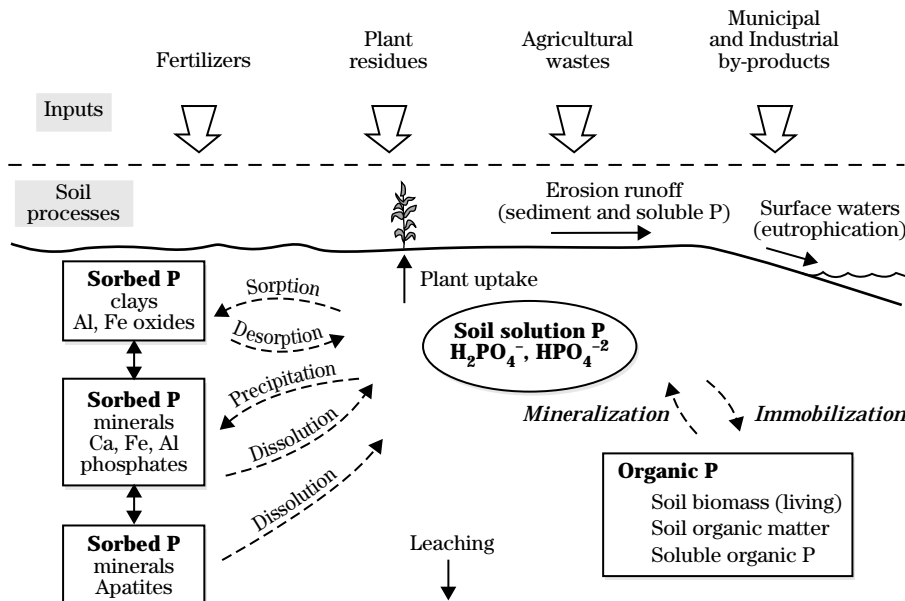 Fertilizers
Plant
residues
Agricultural
wastes
Municipal
and Industrial
by-products
Inputs
Soil
processes
Erosion runoff
(sediment and soluble P)
Surface waters
(eutrophication)
Sorbed P
clays
Al, Fe oxides
Sorption
Desorption
Plant uptake
Soil solution P
H₂PO₄⁻, HPO₄⁻²
Sorbed P
minerals
Ca, Fe, Al
phosphates
Precipitation
Dissolution
Dissolution
Mineralization
Immobilization
Organic P
Soil biomass (living)
Soil organic matter
Soluble organic P
Sorbed P
minerals
Apatites
Leaching